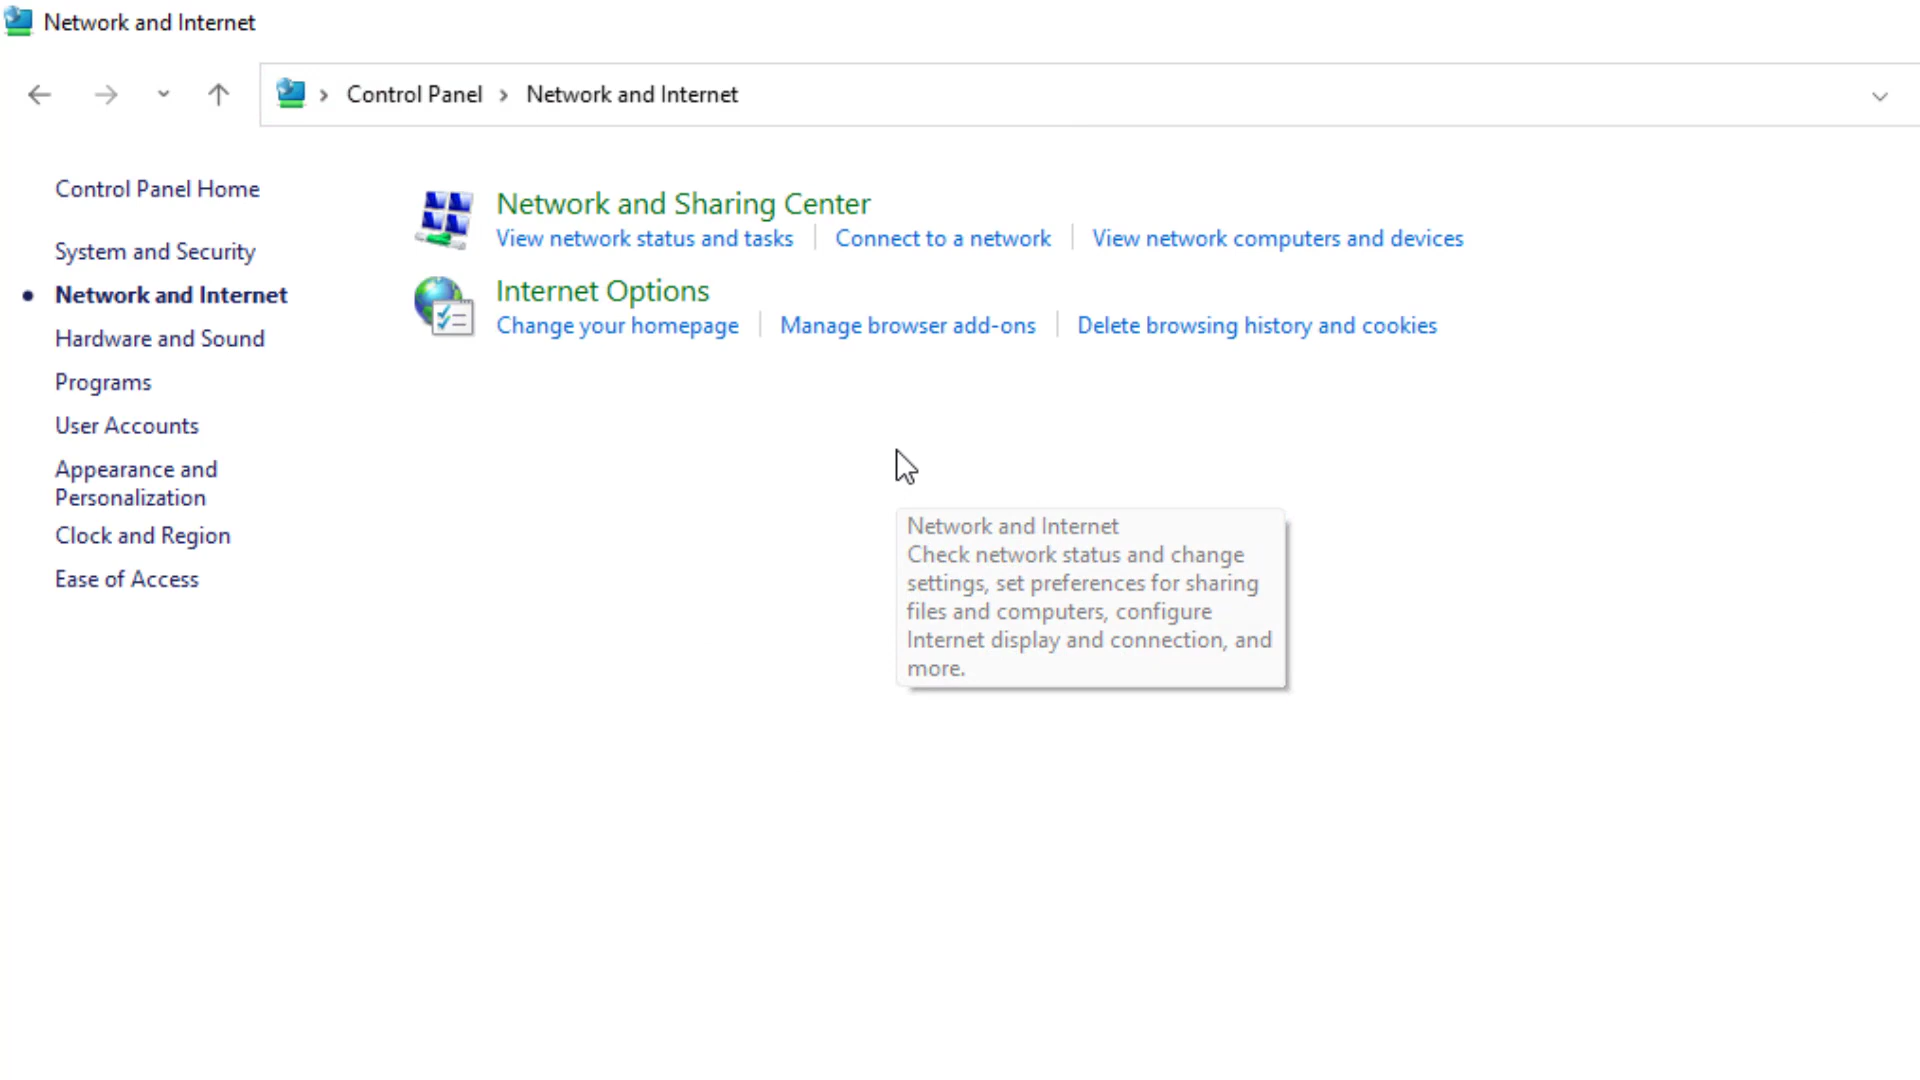 Network and Internet
Control Panel
Network and Internet
Control Panel Home
System and Security
Network and Internet
Hardware and Sound
Programs
User Accounts
Appearance and
Personalization
Clock and Region
Ease of Access
Network and Sharing Center
View network status and tasks
Connect to a network
View network computers and devices
Internet Options
Change your homepage
Manage browser add-ons
Delete browsing history and cookies
Network and Internet
Check network status and change
settings, set preferences for sharing
files and computers, configure
Internet display and connection, and
more.